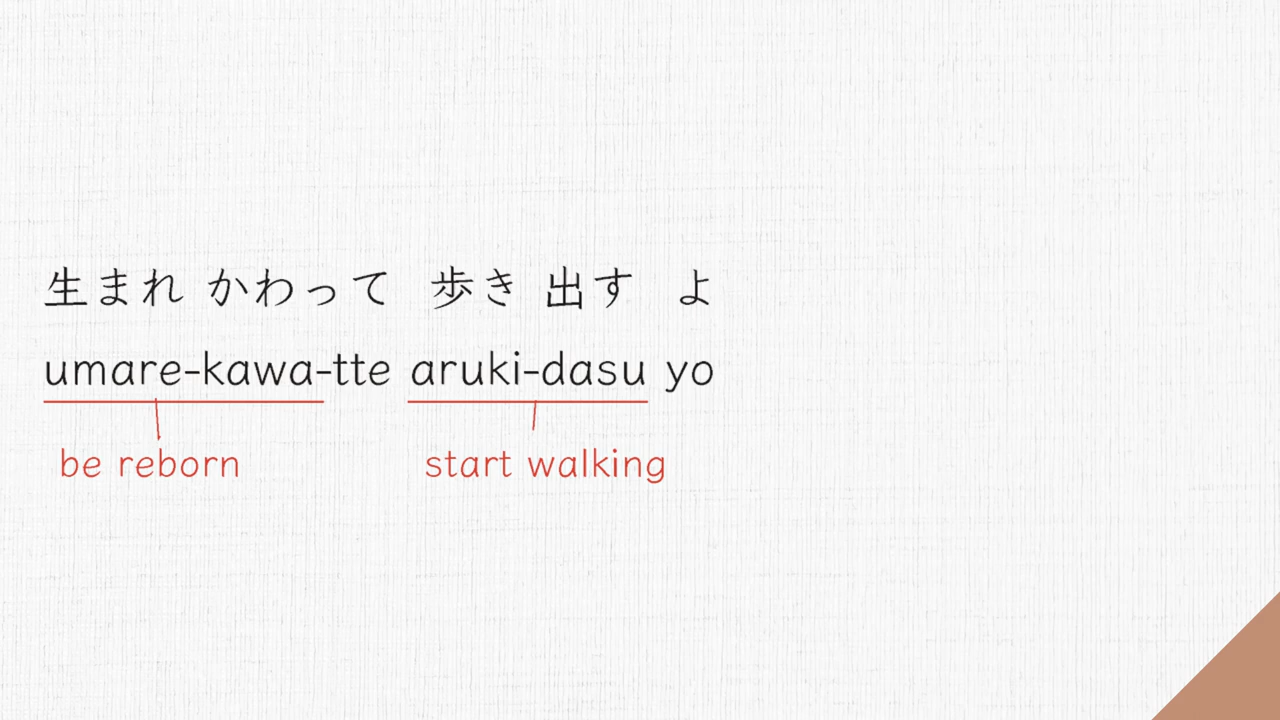 生まれ かわって 歩き 出す よ
umare-kawa-tte aruki-dasu yo
be reborn start walking